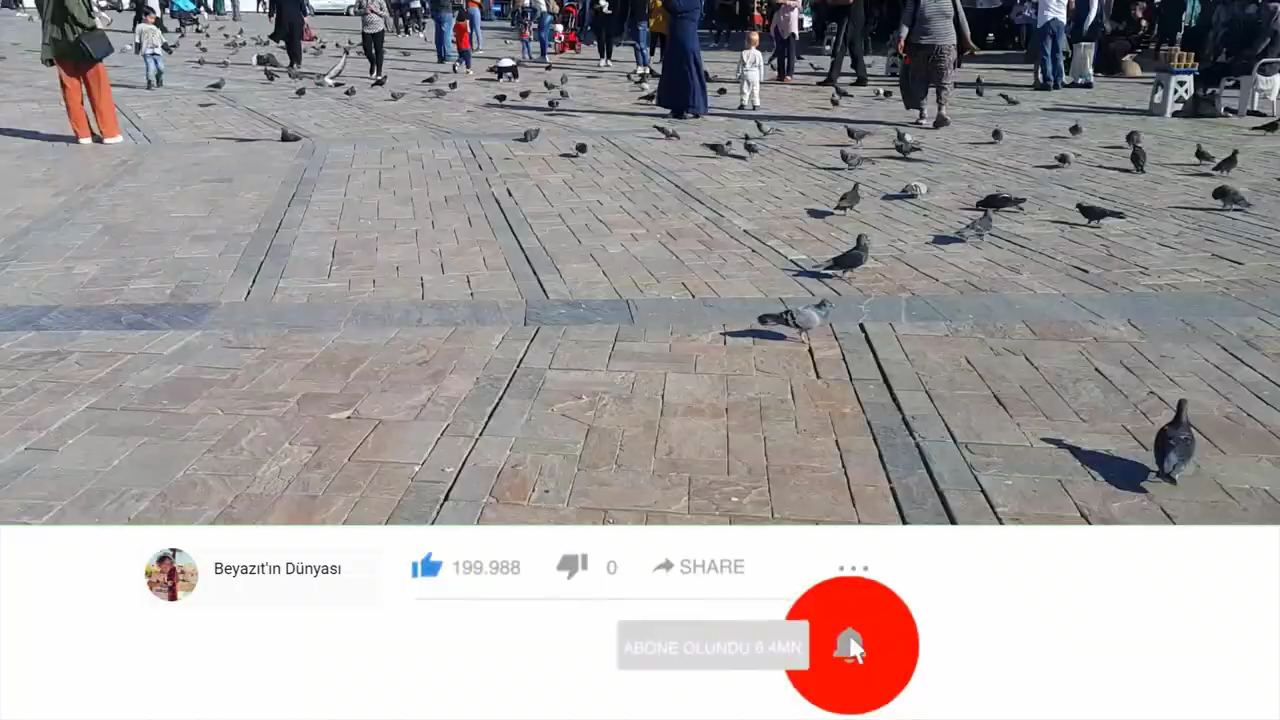 Beyazıt'ın Dünyası
199.988
0
SHARE
ABONE OLUNDU 6.4MN